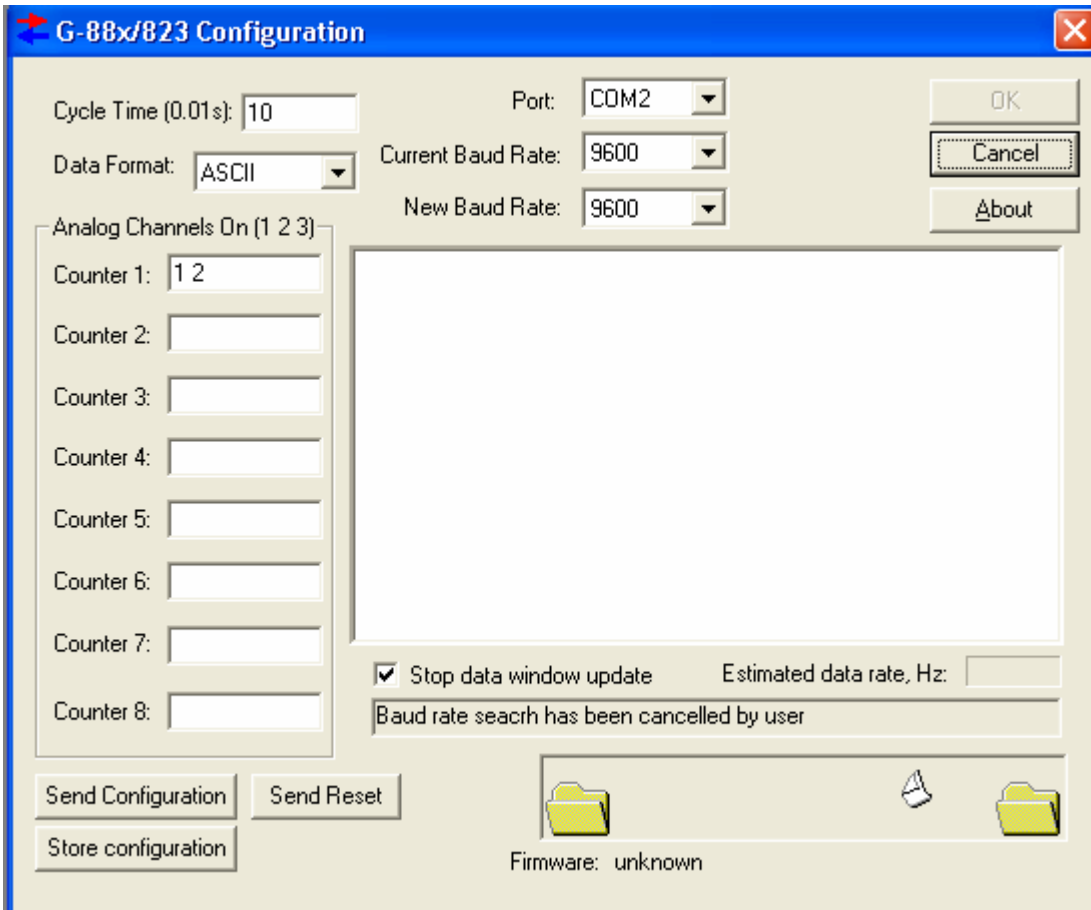 G-88x/823 Configuration
Cycle Time (0.01s): 10
Data Format: ASCII
Port: COM2
Current Baud Rate: 9600
New Baud Rate: 9600
OK
Cancel
About
Analog Channels On (1 2 3)
Counter 1: 1 2
Counter 2:
Counter 3:
Counter 4:
Counter 5:
Counter 6:
Counter 7:
Counter 8:
Stop data window update
Estimated data rate, Hz:
Baud rate seacrh has been cancelled by user
Send Configuration
Send Reset
Store configuration
Firmware: unknown